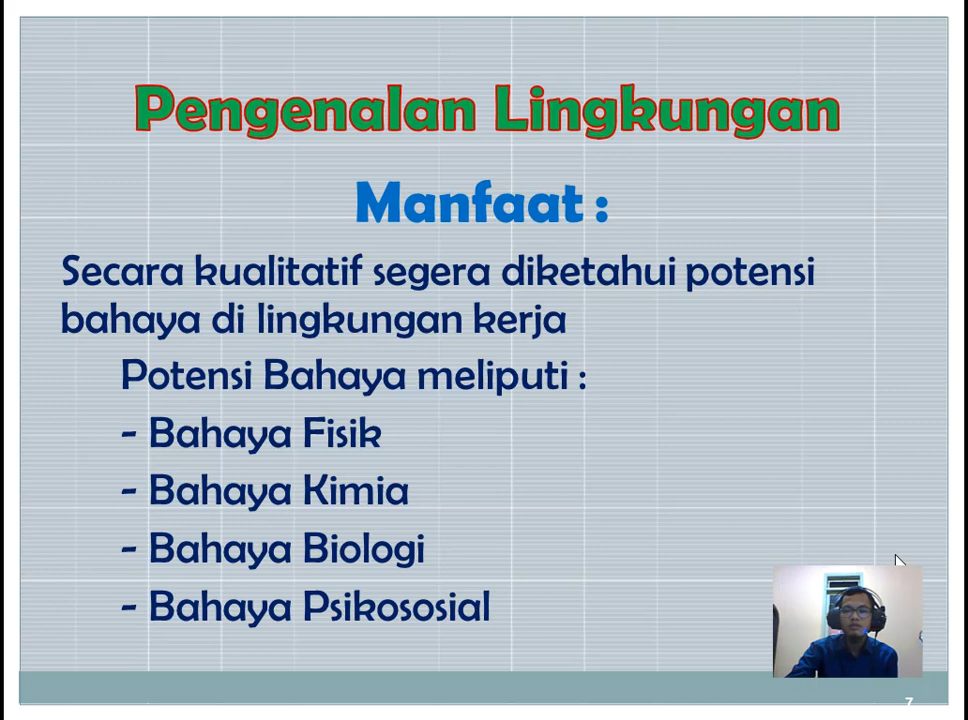 Pengenalan Lingkungan
Manfaat :
Secara kualitatif segera diketahui potensi
bahaya di lingkungan kerja
Potensi Bahaya meliputi :
- Bahaya Fisik
- Bahaya Kimia
- Bahaya Biologi
- Bahaya Psikososial
7